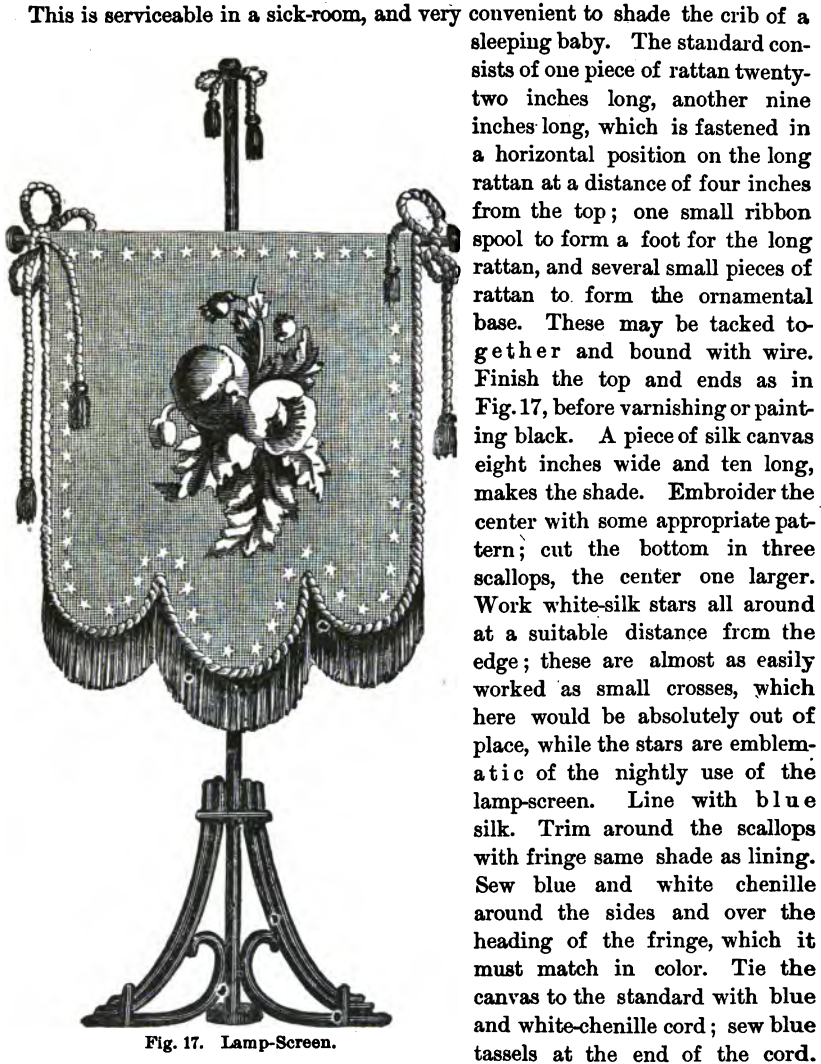 This is serviceable in a sick-room, and very convenient to shade the crib of a
sleeping baby. The standard con-
sists of one piece of rattan twenty-
two inches long, another nine
inches long, which is fastened in
a horizontal position on the long
rattan at a distance of four inches
from the top; one small ribbon
spool to form a foot for the long
rattan, and several small pieces of
rattan to form the ornamental
base. These may be tacked to-
gether and bound with wire.
Finish the top and ends as in
Fig. 17, before varnishing or paint-
ing black. A piece of silk canvas
eight inches wide and ten long,
makes the shade. Embroider the
center with some appropriate pat-
tern; cut the bottom in three
scallops, the center one larger.
Work white-silk stars all around
at a suitable distance from the
edge; these are almost as easily
worked as small crosses, which
here would be absolutely out of
place, while the stars are emblem-
atic of the nightly use of the
lamp-screen. Line with blue
silk. Trim around the scallops
with fringe same shade as lining.
Sew blue and white chenille
around the sides and over the
heading of the fringe, which it
must match in color. Tie the
canvas to the standard with blue
and white-chenille cord; sew blue
tassels at the end of the cord.
Fig. 17. Lamp-Screen.